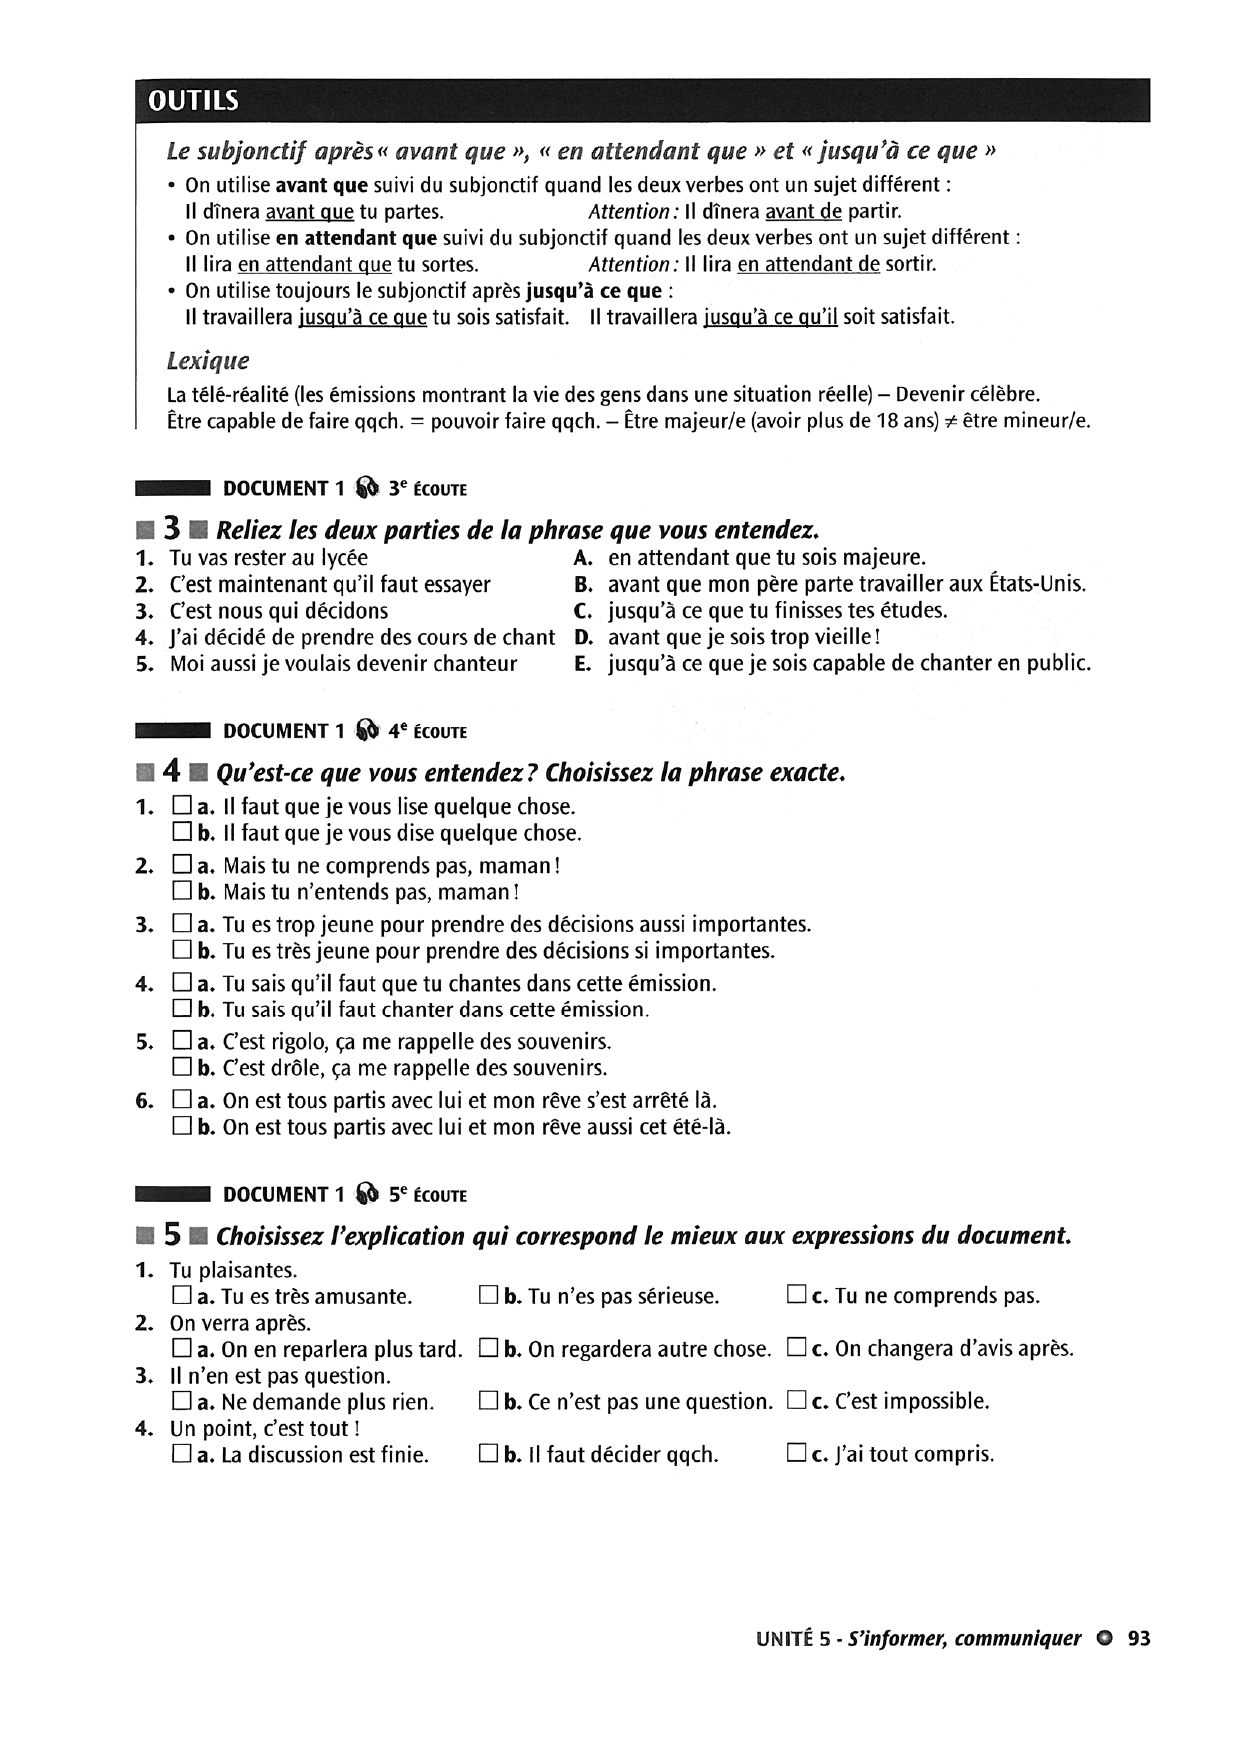 OUTILS
Le subjonctif après « avant que », « en attendant que » et « jusqu'à ce que »
• On utilise avant que suivi du subjonctif quand les deux verbes ont un sujet différent :
Il dînera avant que tu partes. Attention : Il dînera avant de partir.
• On utilise en attendant que suivi du subjonctif quand les deux verbes ont un sujet différent :
Il lira en attendant que tu sortes. Attention : Il lira en attendant de sortir.
• On utilise toujours le subjonctif après jusqu'à ce que :
Il travaillera jusqu'à ce que tu sois satisfait. Il travaillera jusqu'à ce qu'il soit satisfait.
Lexique
La télé-réalité (les émissions montrant la vie des gens dans une situation réelle) – Devenir célèbre.
Être capable de faire qqch. = pouvoir faire qqch. – Être majeur/e (avoir plus de 18 ans) ≠ être mineur/e.
DOCUMENT 1 3e ÉCOUTE
3 Reliez les deux parties de la phrase que vous entendez.
1. Tu vas rester au lycée A. en attendant que tu sois majeure.
2. C'est maintenant qu'il faut essayer B. avant que mon père parte travailler aux États-Unis.
3. C'est nous qui décidons C. jusqu'à ce que tu finisses tes études.
4. J'ai décidé de prendre des cours de chant D. avant que je sois trop vieille !
5. Moi aussi je voulais devenir chanteur E. jusqu'à ce que je sois capable de chanter en public.
DOCUMENT 1 4e ÉCOUTE
4 Qu'est-ce que vous entendez ? Choisissez la phrase exacte.
1. ☐ a. Il faut que je vous lise quelque chose.
☐ b. Il faut que je vous dise quelque chose.
2. ☐ a. Mais tu ne comprends pas, maman !
☐ b. Mais tu n'entends pas, maman !
3. ☐ a. Tu es trop jeune pour prendre des décisions aussi importantes.
☐ b. Tu es très jeune pour prendre des décisions si importantes.
4. ☐ a. Tu sais qu'il faut que tu chantes dans cette émission.
☐ b. Tu sais qu'il faut chanter dans cette émission.
5. ☐ a. C'est rigolo, ça me rappelle des souvenirs.
☐ b. C'est drôle, ça me rappelle des souvenirs.
6. ☐ a. On est tous partis avec lui et mon rêve s'est arrêté là.
☐ b. On est tous partis avec lui et mon rêve aussi cet été-là.
DOCUMENT 1 5e ÉCOUTE
5 Choisissez l'explication qui correspond le mieux aux expressions du document.
1. Tu plaisantes.
☐ a. Tu es très amusante. ☐ b. Tu n'es pas sérieuse. ☐ c. Tu ne comprends pas.
2. On verra après.
☐ a. On en reparlera plus tard. ☐ b. On regardera autre chose. ☐ c. On changera d'avis après.
3. Il n'en est pas question.
☐ a. Ne demande plus rien. ☐ b. Ce n'est pas une question. ☐ c. C'est impossible.
4. Un point, c'est tout !
☐ a. La discussion est finie. ☐ b. Il faut décider qqch. ☐ c. J'ai tout compris.
UNITÉ 5 - S'informer, communiquer 93